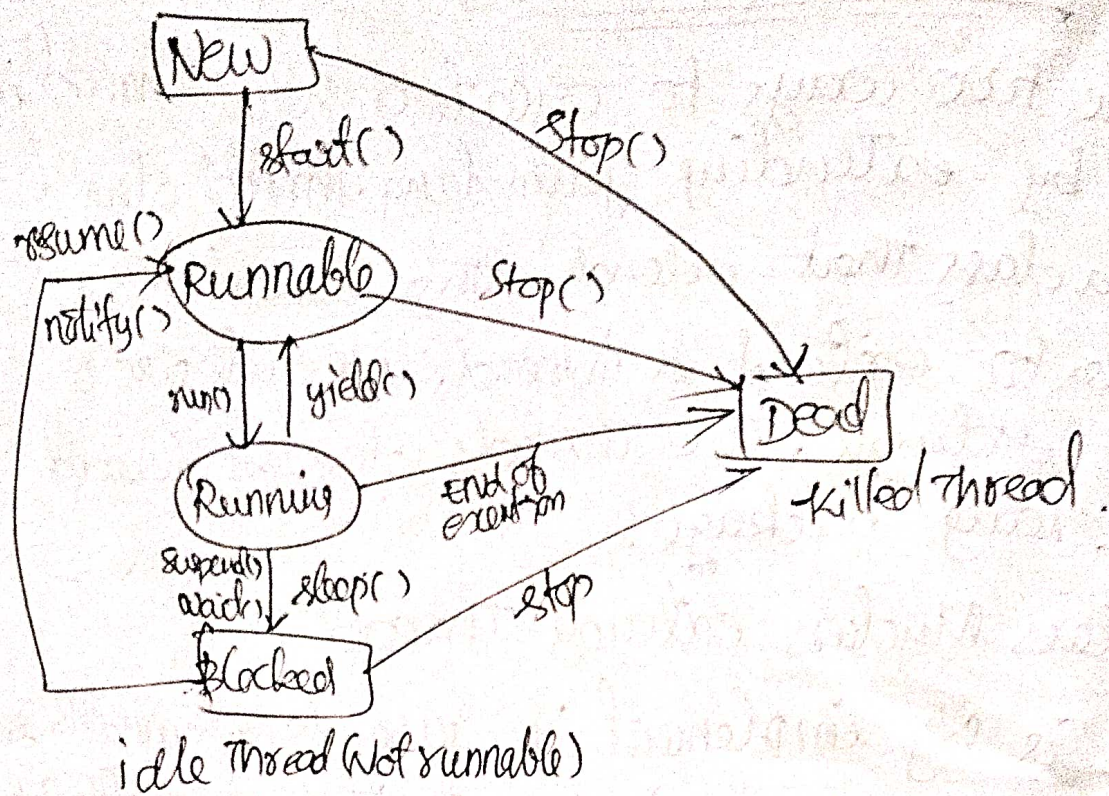 New
start()
Stop()
resume()
Runnable
Stop()
notify()
run()
yield()
Dead
Running
End of
execution
Killed Thread.
suspend()
wait()
sleep()
stop
Blocked
idle Thread (Not runnable)